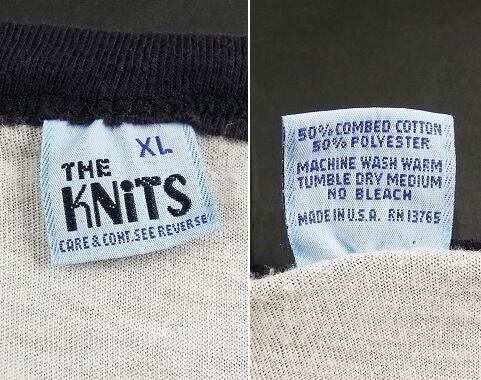 XL
THE
KNiTS
CARE & CONT. SEE REVERSE
50% COMBED COTTON
50% POLYESTER
MACHINE WASH WARM
TUMBLE DRY MEDIUM
NO BLEACH
MADE IN U.S.A. RN 13765